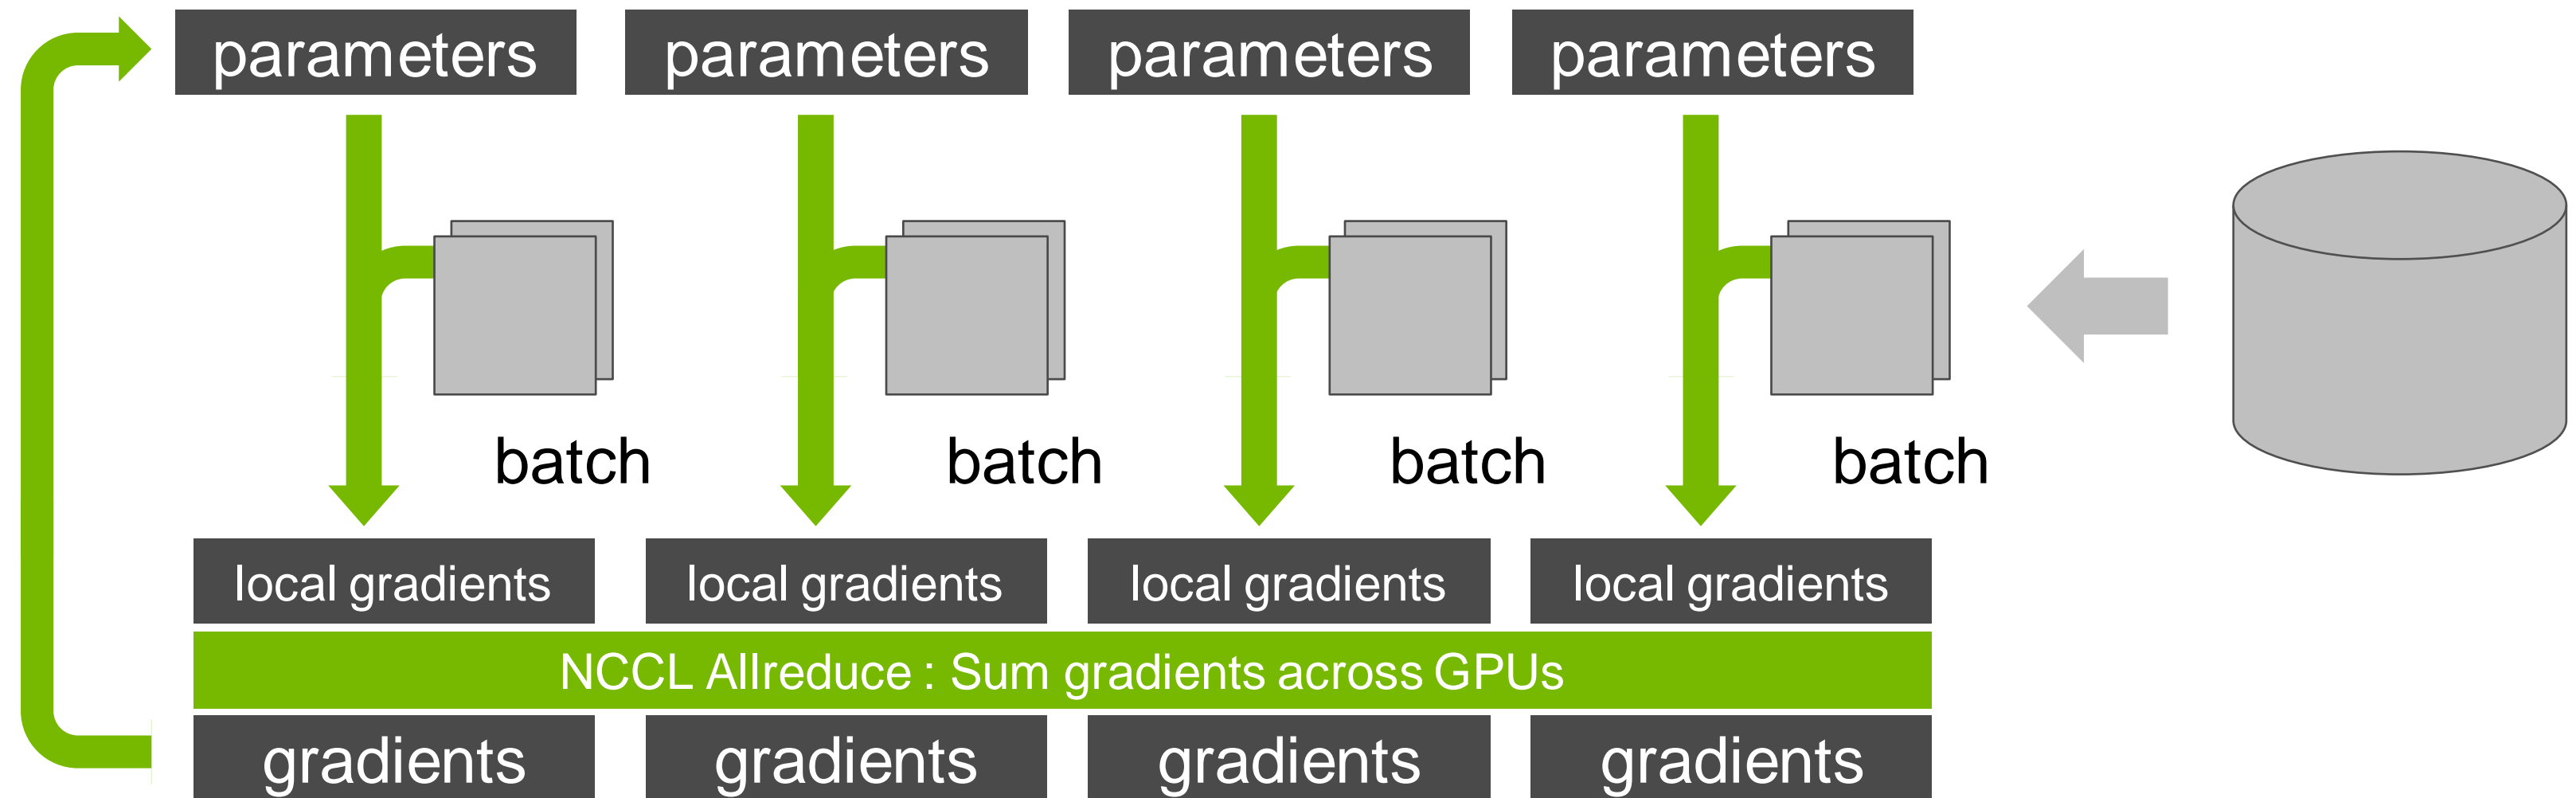 parameters parameters parameters parameters
batch batch batch batch
local gradients local gradients local gradients local gradients
NCCL Allreduce : Sum gradients across GPUs
gradients gradients gradients gradients